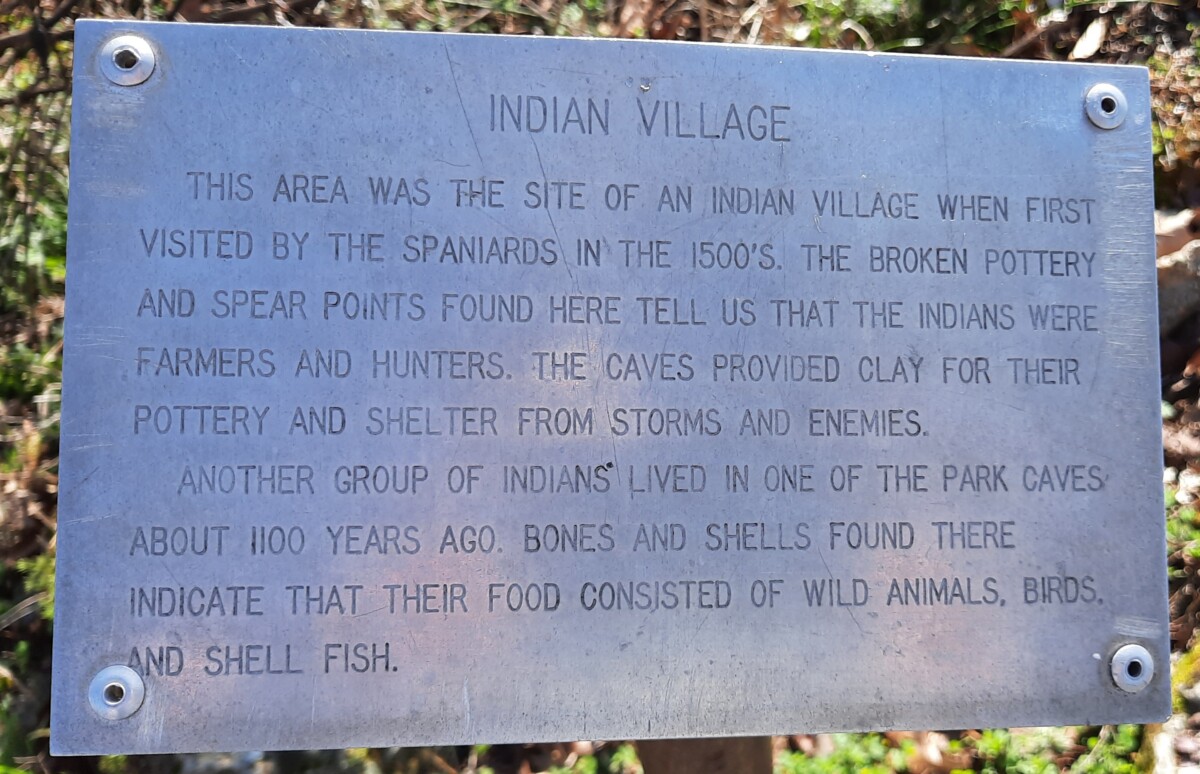 INDIAN VILLAGE
THIS AREA WAS THE SITE OF AN INDIAN VILLAGE WHEN FIRST
VISITED BY THE SPANIARDS IN THE 1500'S. THE BROKEN POTTERY
AND SPEAR POINTS FOUND HERE TELL US THAT THE INDIANS WERE
FARMERS AND HUNTERS. THE CAVES PROVIDED CLAY FOR THEIR
POTTERY AND SHELTER FROM STORMS AND ENEMIES.
ANOTHER GROUP OF INDIANS LIVED IN ONE OF THE PARK CAVES
ABOUT 1100 YEARS AGO. BONES AND SHELLS FOUND THERE
INDICATE THAT THEIR FOOD CONSISTED OF WILD ANIMALS, BIRDS,
AND SHELL FISH.